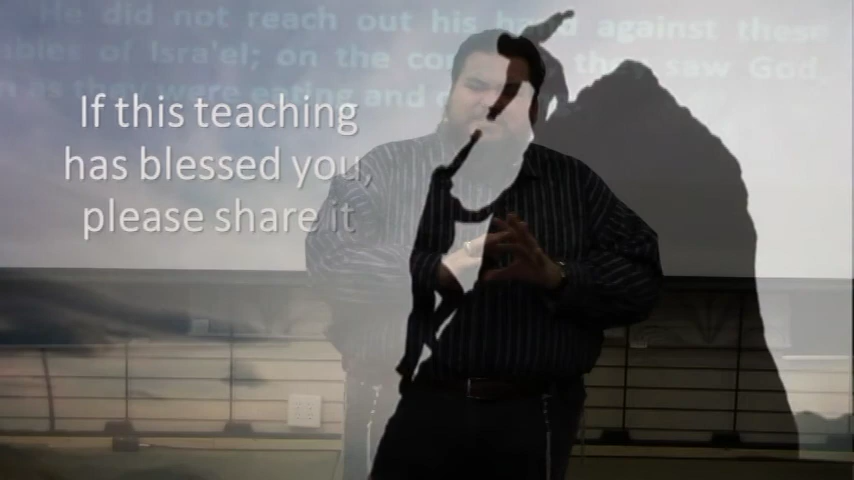 He did not reach out his hand against these
of Isra'el; on the they saw God,
as they were eating and
If this teaching
has blessed you,
please share it